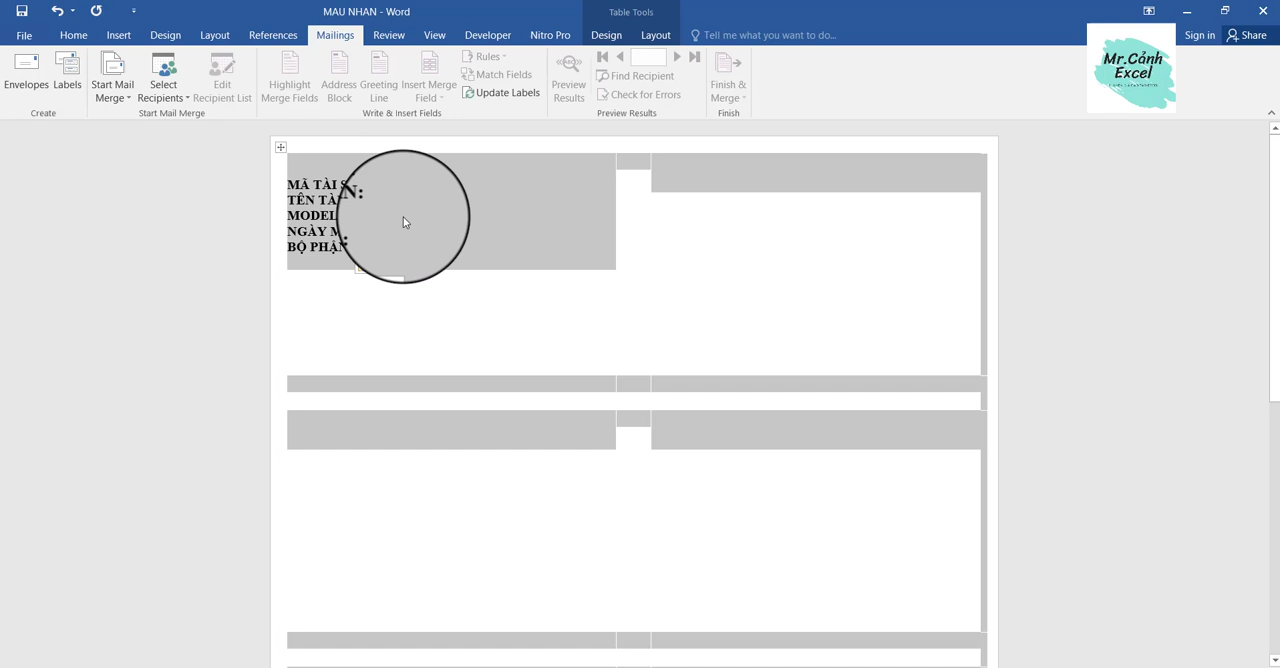 MAU NHAN - Word
Table Tools
File Home Insert Design Layout References Mailings Review View Developer Nitro Pro Design Layout Tell me what you want to do... Sign in Share
Envelopes Labels Start Mail Merge Select Recipients Edit Recipient List Highlight Merge Fields Address Block Greeting Line Insert Merge Field Rules Match Fields Update Labels Preview Results Find Recipient Check for Errors Finish & Merge
Create Start Mail Merge Write & Insert Fields Preview Results Finish
Mr.Cảnh
Excel
MÃ TÀI N:
TÊN TÀ
MODEL
NGÀY M
BỘ PHẬN